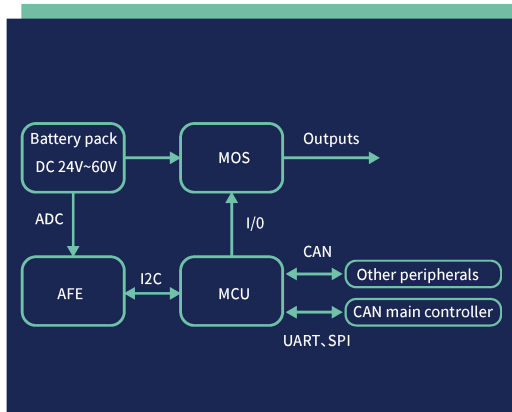 Battery pack
DC 24V~60V
MOS
Outputs
ADC
I/0
CAN
AFE
I2C
MCU
Other peripherals
CAN main controller
UART、SPI